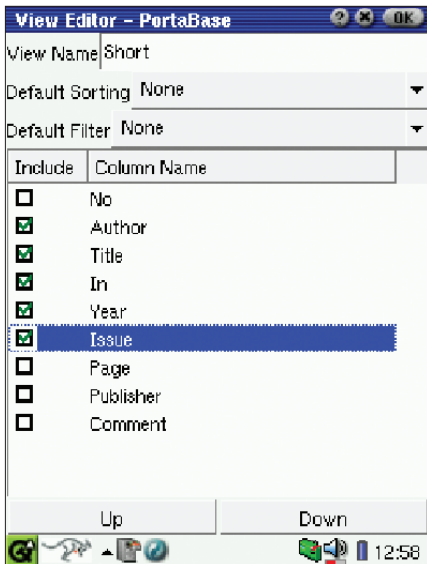 View Editor - PortaBase ? OK
View Name Short
Default Sorting None
Default Filter None
Include Column Name
No
Author
Title
In
Year
Issue
Page
Publisher
Comment
Up Down
12:58